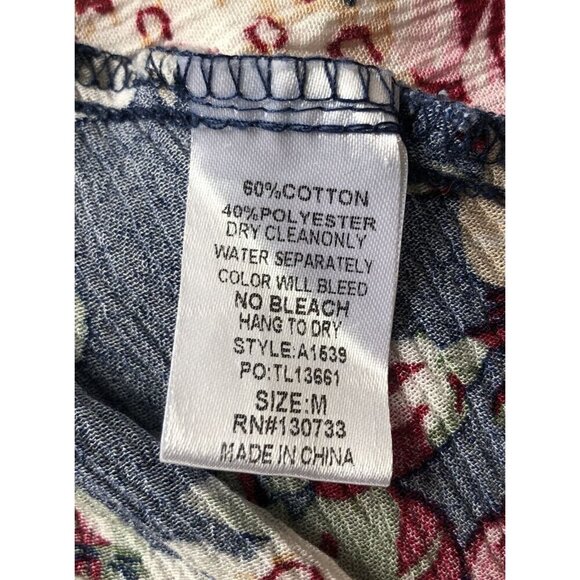 60%COTTON
40%POLYESTER
DRY CLEANONLY
WATER SEPARATELY
COLOR WILL BLEED
NO BLEACH
HANG TO DRY
STYLE:A1539
PO:TL13661
SIZE:M
RN#130733
MADE IN CHINA